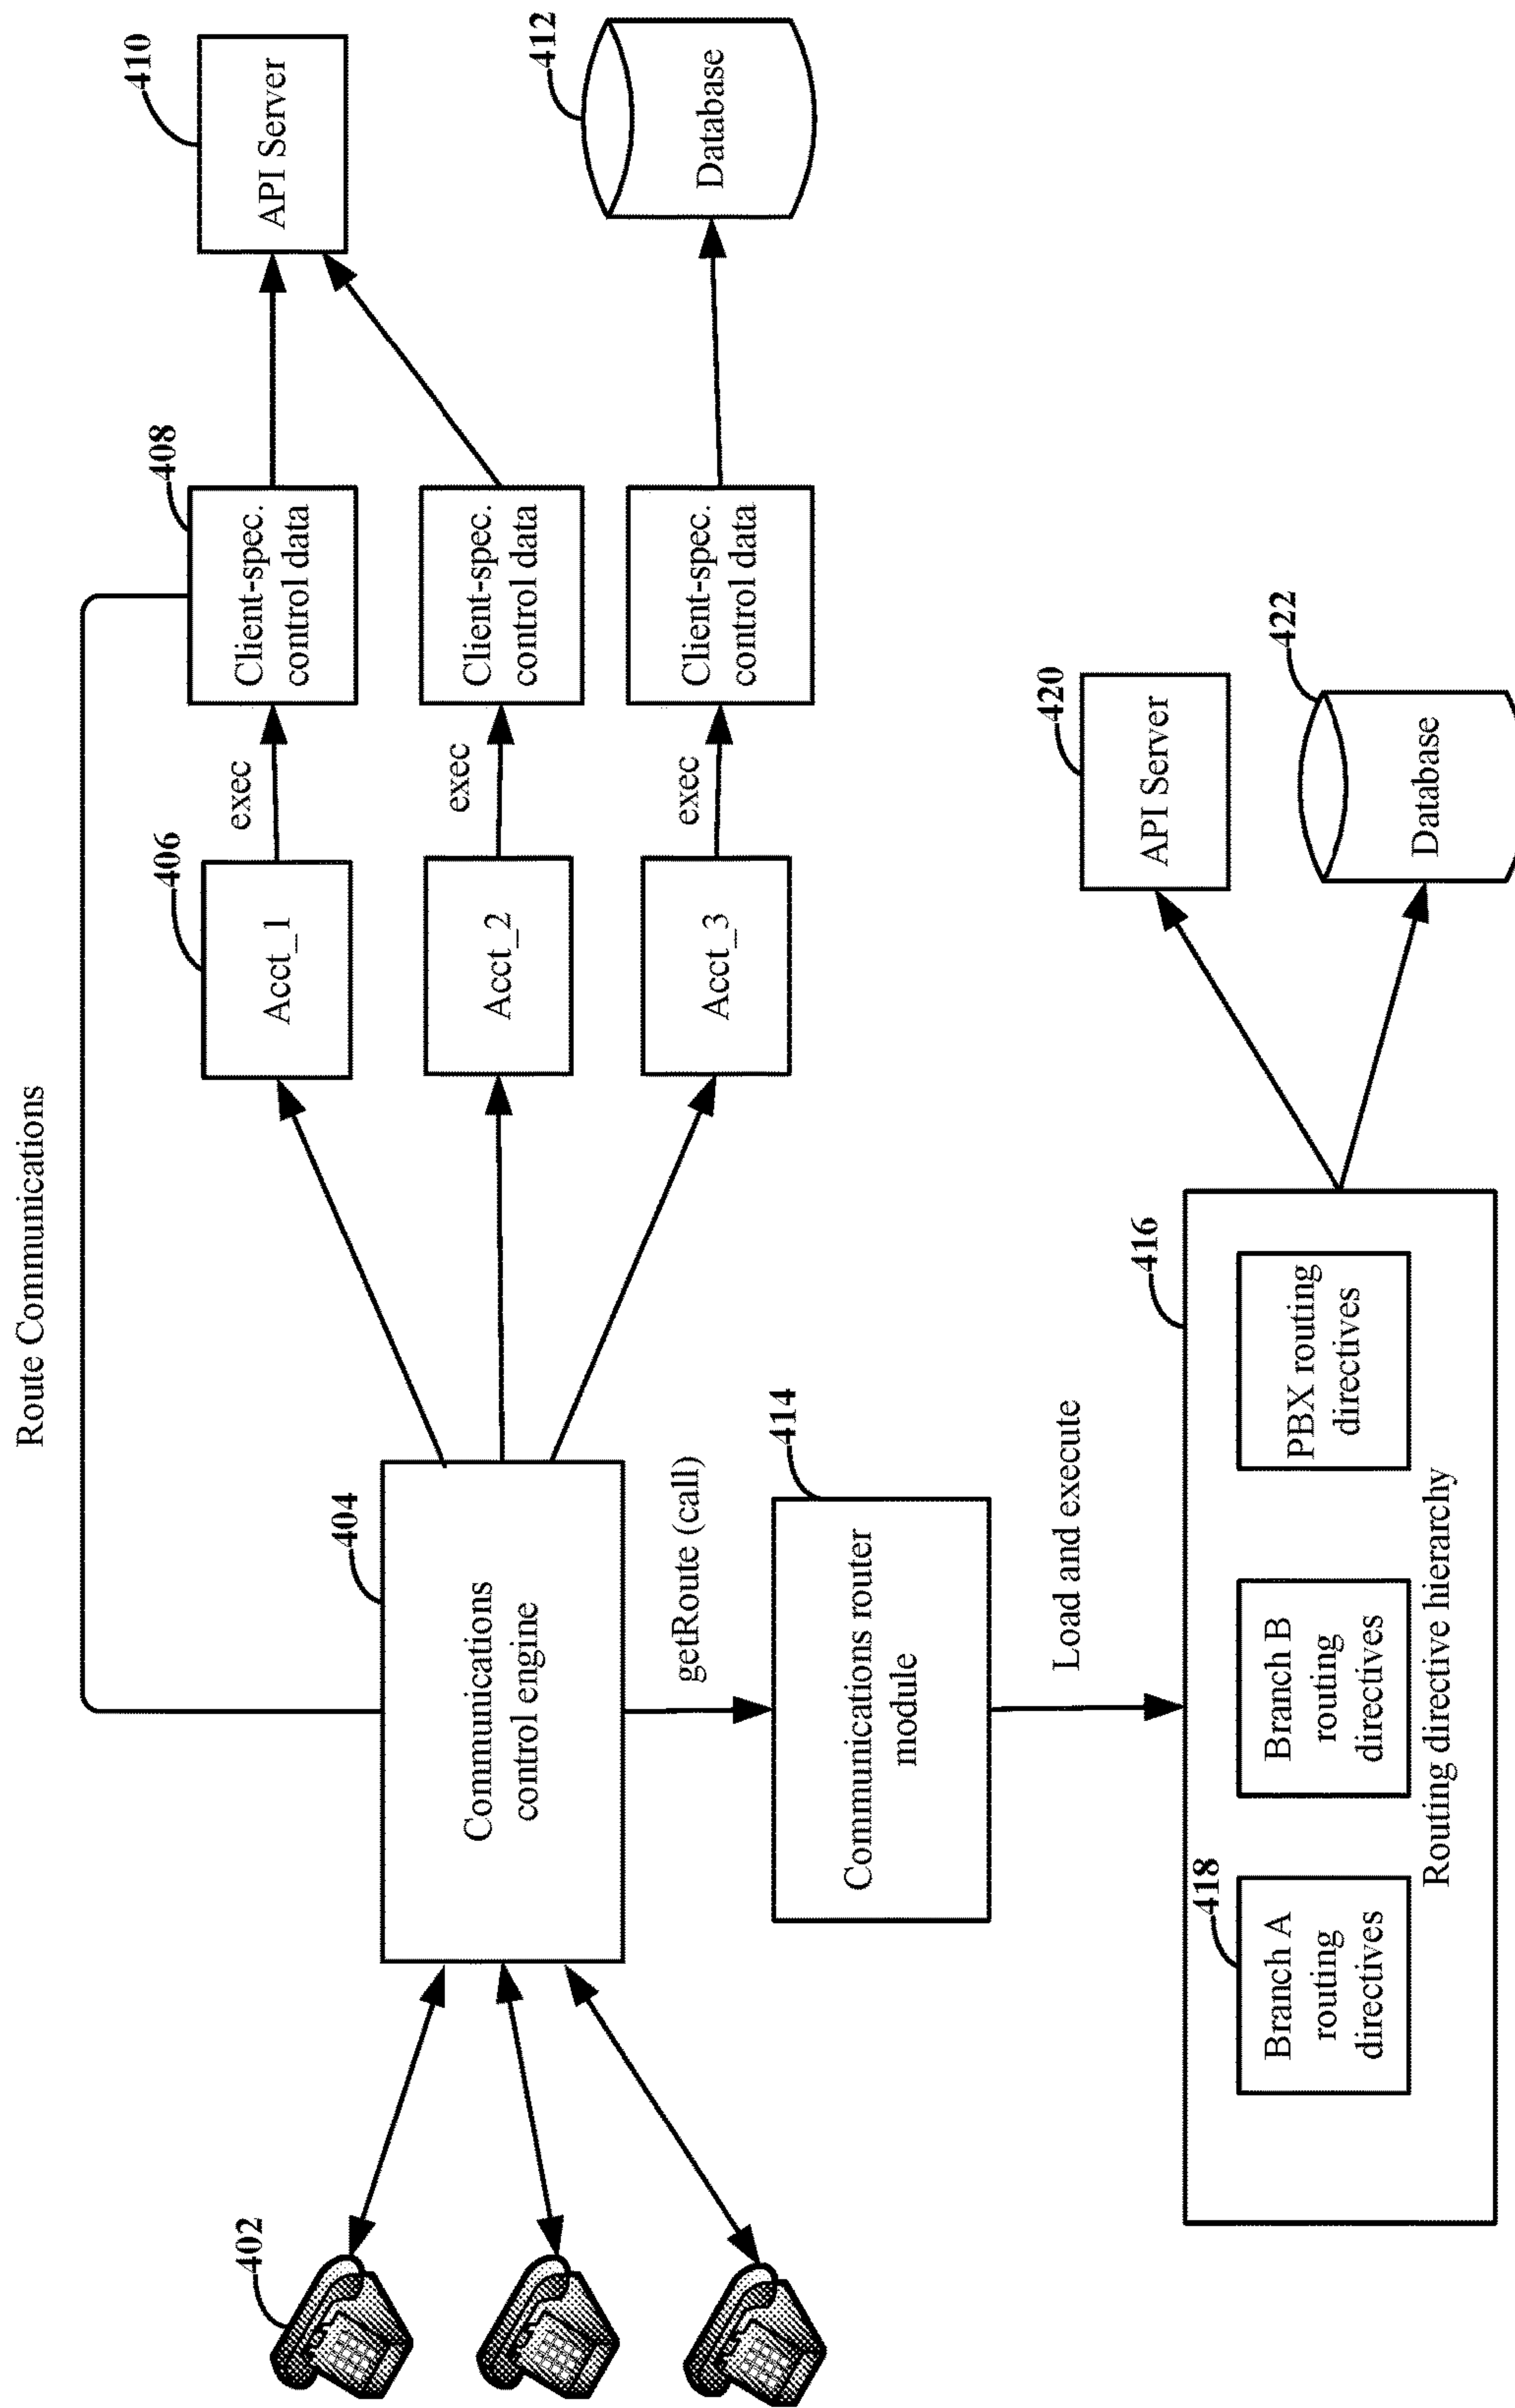 Route Communications
402
404
Communications
control engine
406
Acct_1
exec
408
Client-spec.
control data
410
API Server
Acct_2
exec
Client-spec.
control data
Acct_3
exec
Client-spec.
control data
412
Database
getRoute (call)
414
Communications router
module
Load and execute
416
418
Branch A
routing
directives
Branch B
routing
directives
PBX routing
directives
Routing directive hierarchy
420
API Server
422
Database